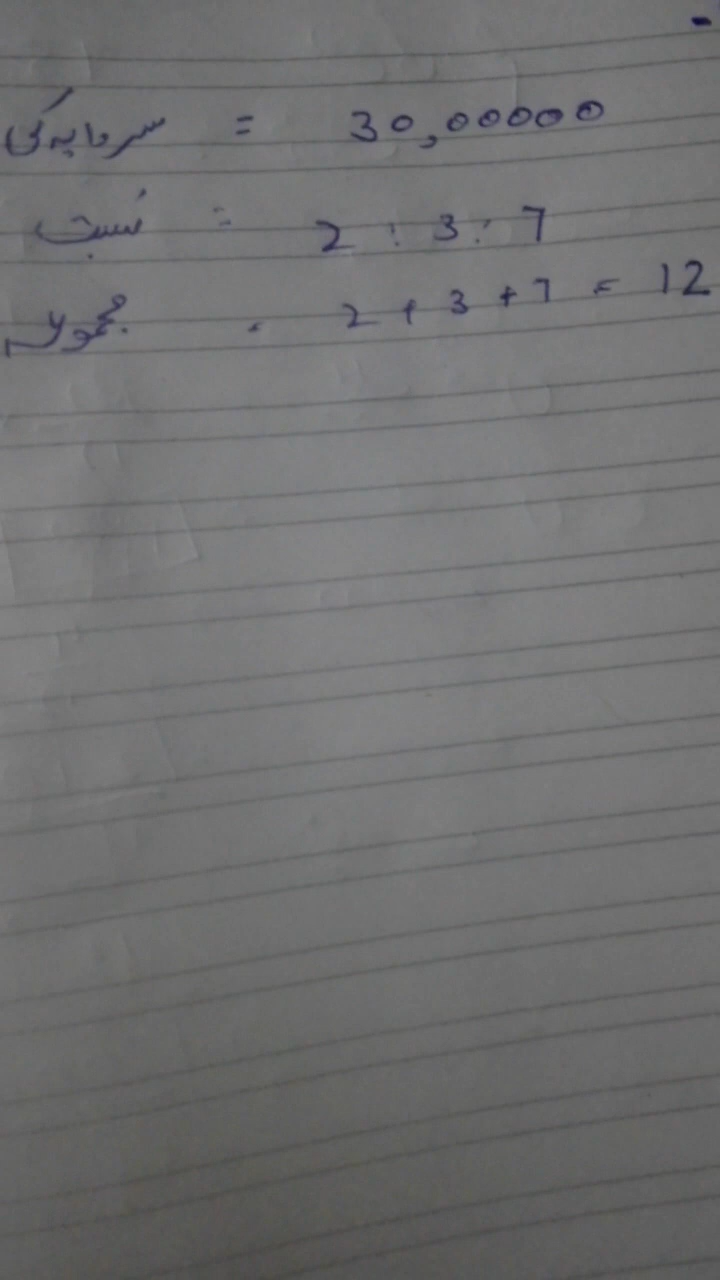 سرمایہ کی = 30,00000
نسبت = 2 : 3 : 7
مجموعہ = 2 + 3 + 7 = 12